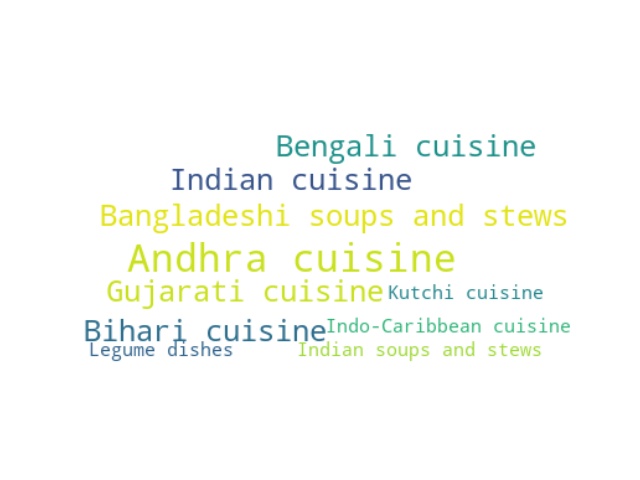 Bengali cuisine
Indian cuisine
Bangladeshi soups and stews
Andhra cuisine
Gujarati cuisine Kutchi cuisine
Bihari cuisine Indo-Caribbean cuisine
Legume dishes Indian soups and stews